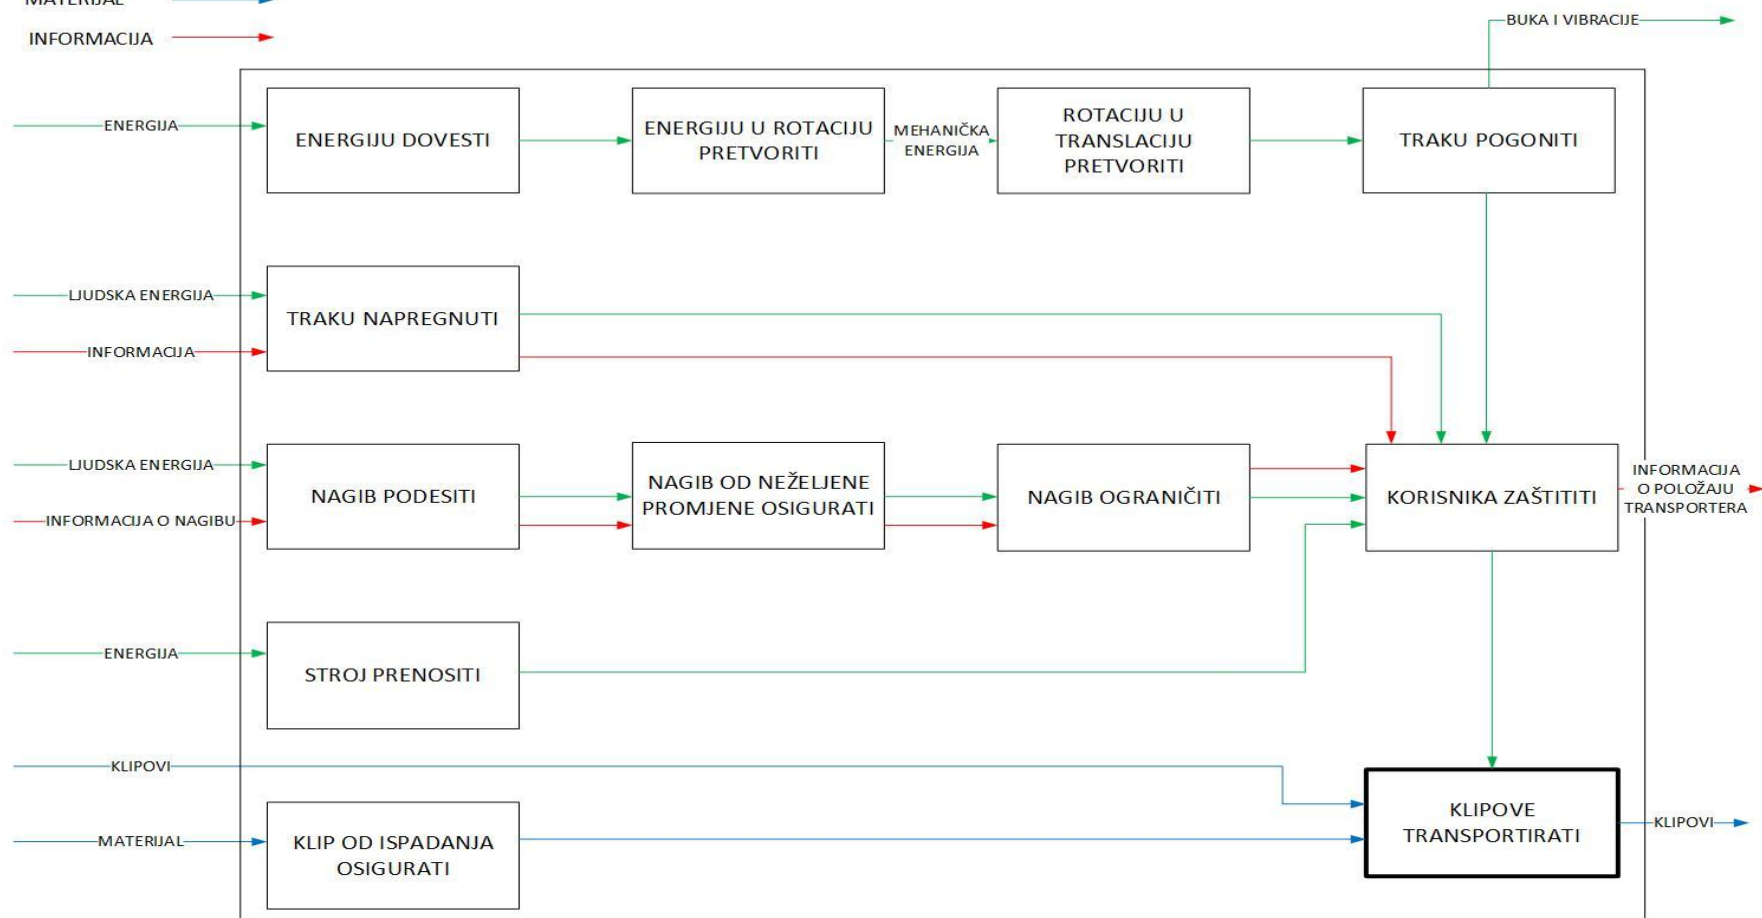 MATERIJAL
INFORMACIJA
BUKA I VIBRACIJE
ENERGIJA
ENERGIJU DOVESTI
ENERGIJU U ROTACIJU
PRETVORITI
MEHANIČKA
ENERGIJA
ROTACIJU U
TRANSLACIJU
PRETVORITI
TRAKU POGONITI
LJUDSKA ENERGIJA
INFORMACIJA
TRAKU NAPREGNUTI
LJUDSKA ENERGIJA
INFORMACIJA O NAGIBU
NAGIB PODESITI
NAGIB OD NEŽELJENE
PROMJENE OSIGURATI
NAGIB OGRANIČITI
KORISNIKA ZAŠTITITI
INFORMACIJA
O POLOŽAJU
TRANSPORTERA
ENERGIJA
STROJ PRENOSITI
KLIPOVI
MATERIJAL
KLIP OD ISPADANJA
OSIGURATI
KLIPOVE
TRANSPORTIRATI
KLIPOVI